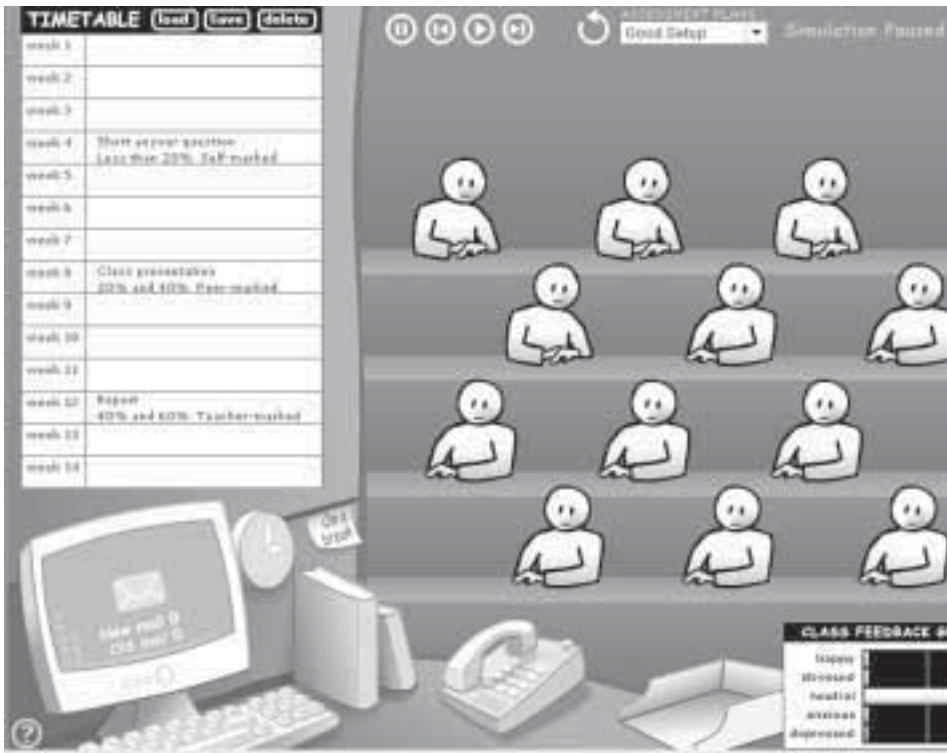 TIMETABLE load save delete
week 1
week 2
week 3
week 4 Short answer question
Less than 20% Self-marked
week 5
week 6
week 7
week 8 Class presentation
20% and 40% Peer-marked
week 9
week 10
week 11
week 12 Report
40% and 60% Teacher-marked
week 13
week 14
ASSESSMENT PLANS
Good Setup
Simulation Paused
New mail 0
Old mail 0
CLASS FEEDBACK
happy
stressed
neutral
anxious
depressed
?